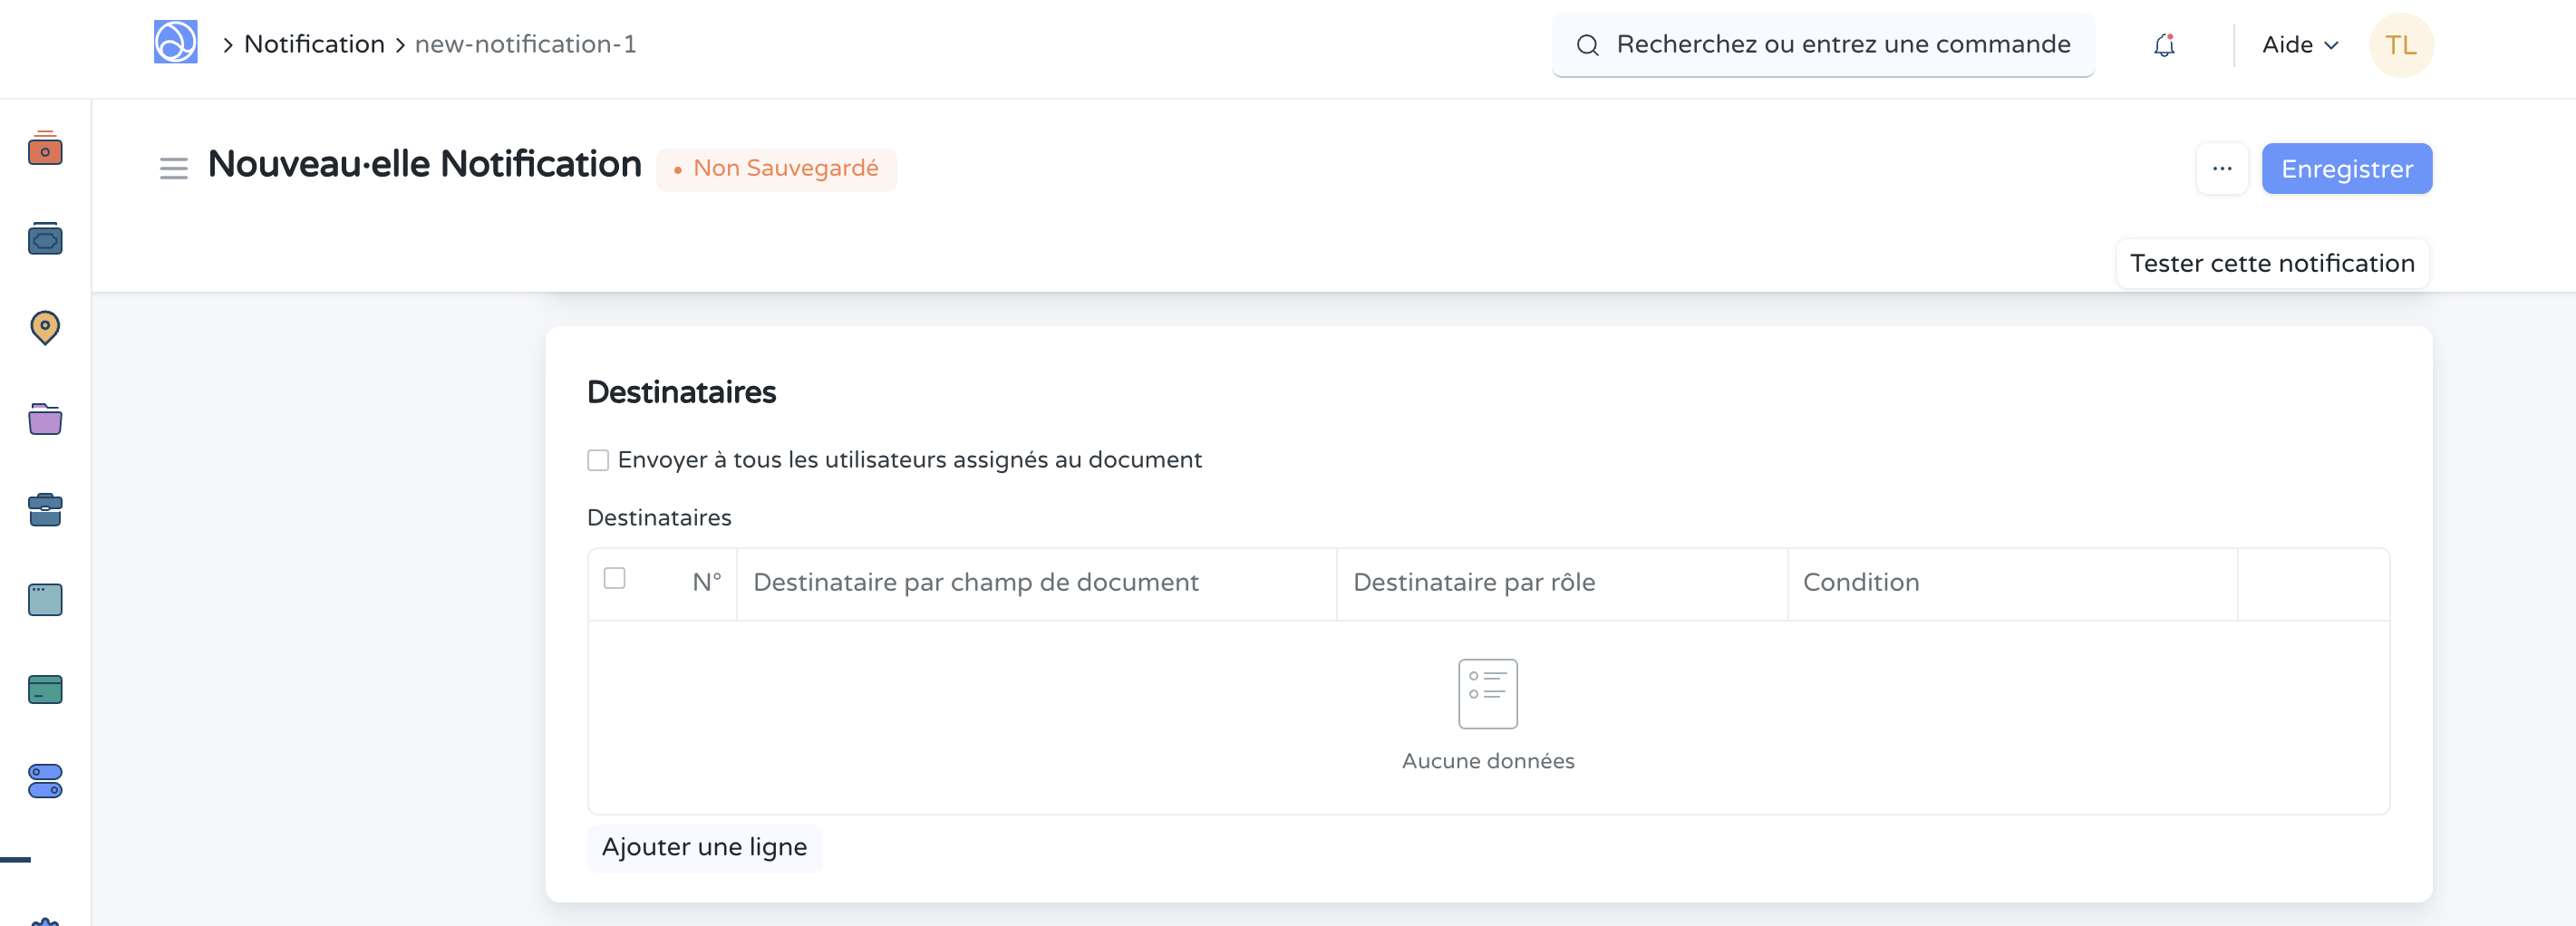 Notification > new-notification-1
Recherchez ou entrez une commande
Aide
TL
Nouveau·elle Notification
• Non Sauvegardé
...
Enregistrer
Tester cette notification
Destinataires
Envoyer à tous les utilisateurs assignés au document
Destinataires
N° Destinataire par champ de document Destinataire par rôle Condition
Aucune données
Ajouter une ligne